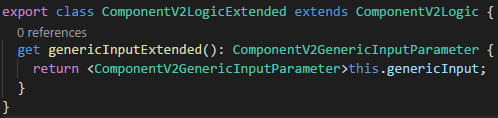 export class ComponentV2LogicExtended extends ComponentV2Logic {
0 references
get genericInputExtended(): ComponentV2GenericInputParameter {
return <ComponentV2GenericInputParameter>this.genericInput;
}
}